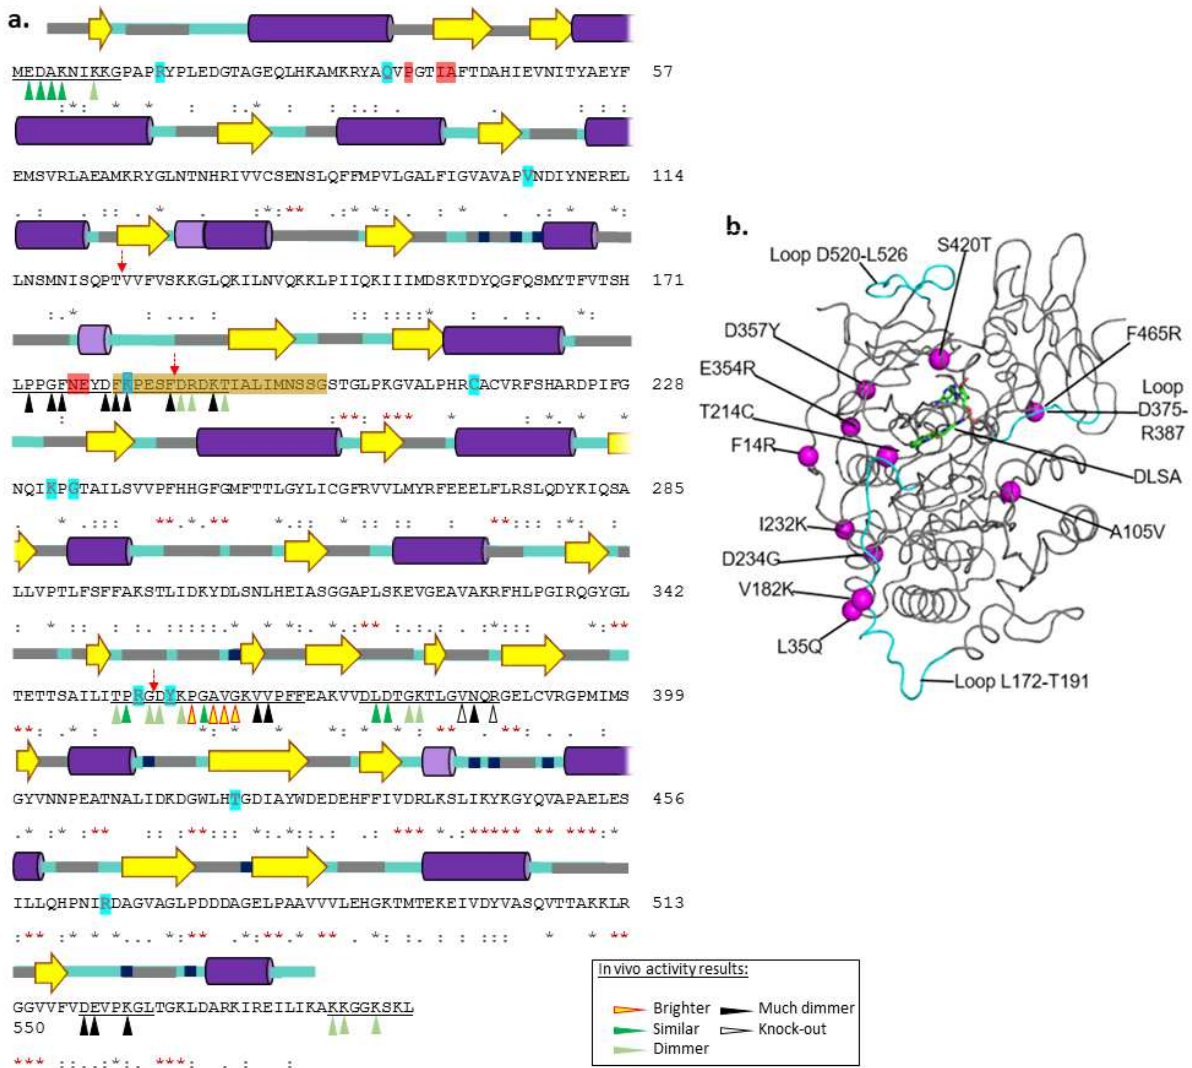 a.
MEDAKNIKKGPAPRYPLEDGTAGEQLHKAMKRYAQVPGTIAFTDAHIEVNITYAEYF 57
EMSVRLAEAMKRYGLNTNHRIVVCSENSLQFFMPVLGALFIGVAVAPVNDIYNEREL 114
LNSMNISQPTVVFVSKKGLQKILNVQKKLPIIQKIIIMDSKTDYQGFQSMYTFVTSH 171
LPPGFNEYDFKPESFDRDKTIALIMNSSGSTGLPKGVALPHRCACVRFSHARDPIFG 228
NQIKPGTAILSVVPFHHGFGMFTTLGYLICGFRVVLMYRFEEELFLRSLQDYKIQSA 285
LLVPTLFSFFAKSTLIDKYDLSNLHEIASGGAPLSKEVGEAVAKRFHLPGIRQGYGL 342
TETTSAILITPRGDYKPGAVGKVVPFFEAKVVDLDTGKTLGVNQRGELCVRGPMIMS 399
GYVNNPEATNALIDKDGWLHTGDIAYWDEDEHFFIVDRLKSLIKYKGYQVAPAELES 456
ILLQHPNIRDAGVAGLPDDDAGELPAAVVVLEHGKTMTEKEIVDYVASQVTTAKKLR 513
GGVVFVDEVPKGLTGKLDARKIREILIKAKKGGKSKL
550
b.
Loop D520-L526
S420T
D357Y
E354R
T214C
F14R
I232K
D234G
V182K
L35Q
F465R
Loop
D375-
R387
DLSA
A105V
Loop L172-T191
In vivo activity results:
Brighter
Much dimmer
Similar
Knock-out
Dimmer